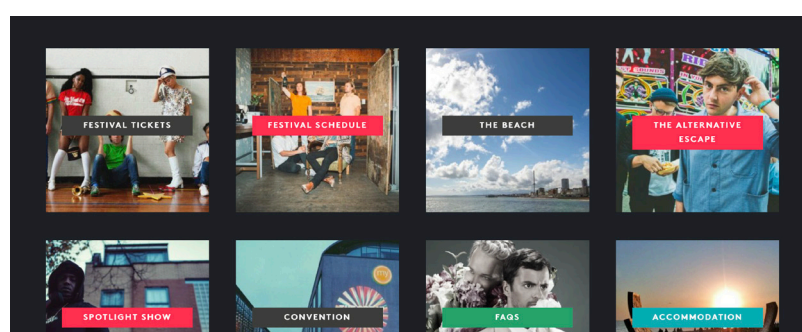 FESTIVAL TICKETS
FESTIVAL SCHEDULE
THE BEACH
THE ALTERNATIVE
ESCAPE
SPOTLIGHT SHOW
CONVENTION
FAQS
ACCOMMODATION